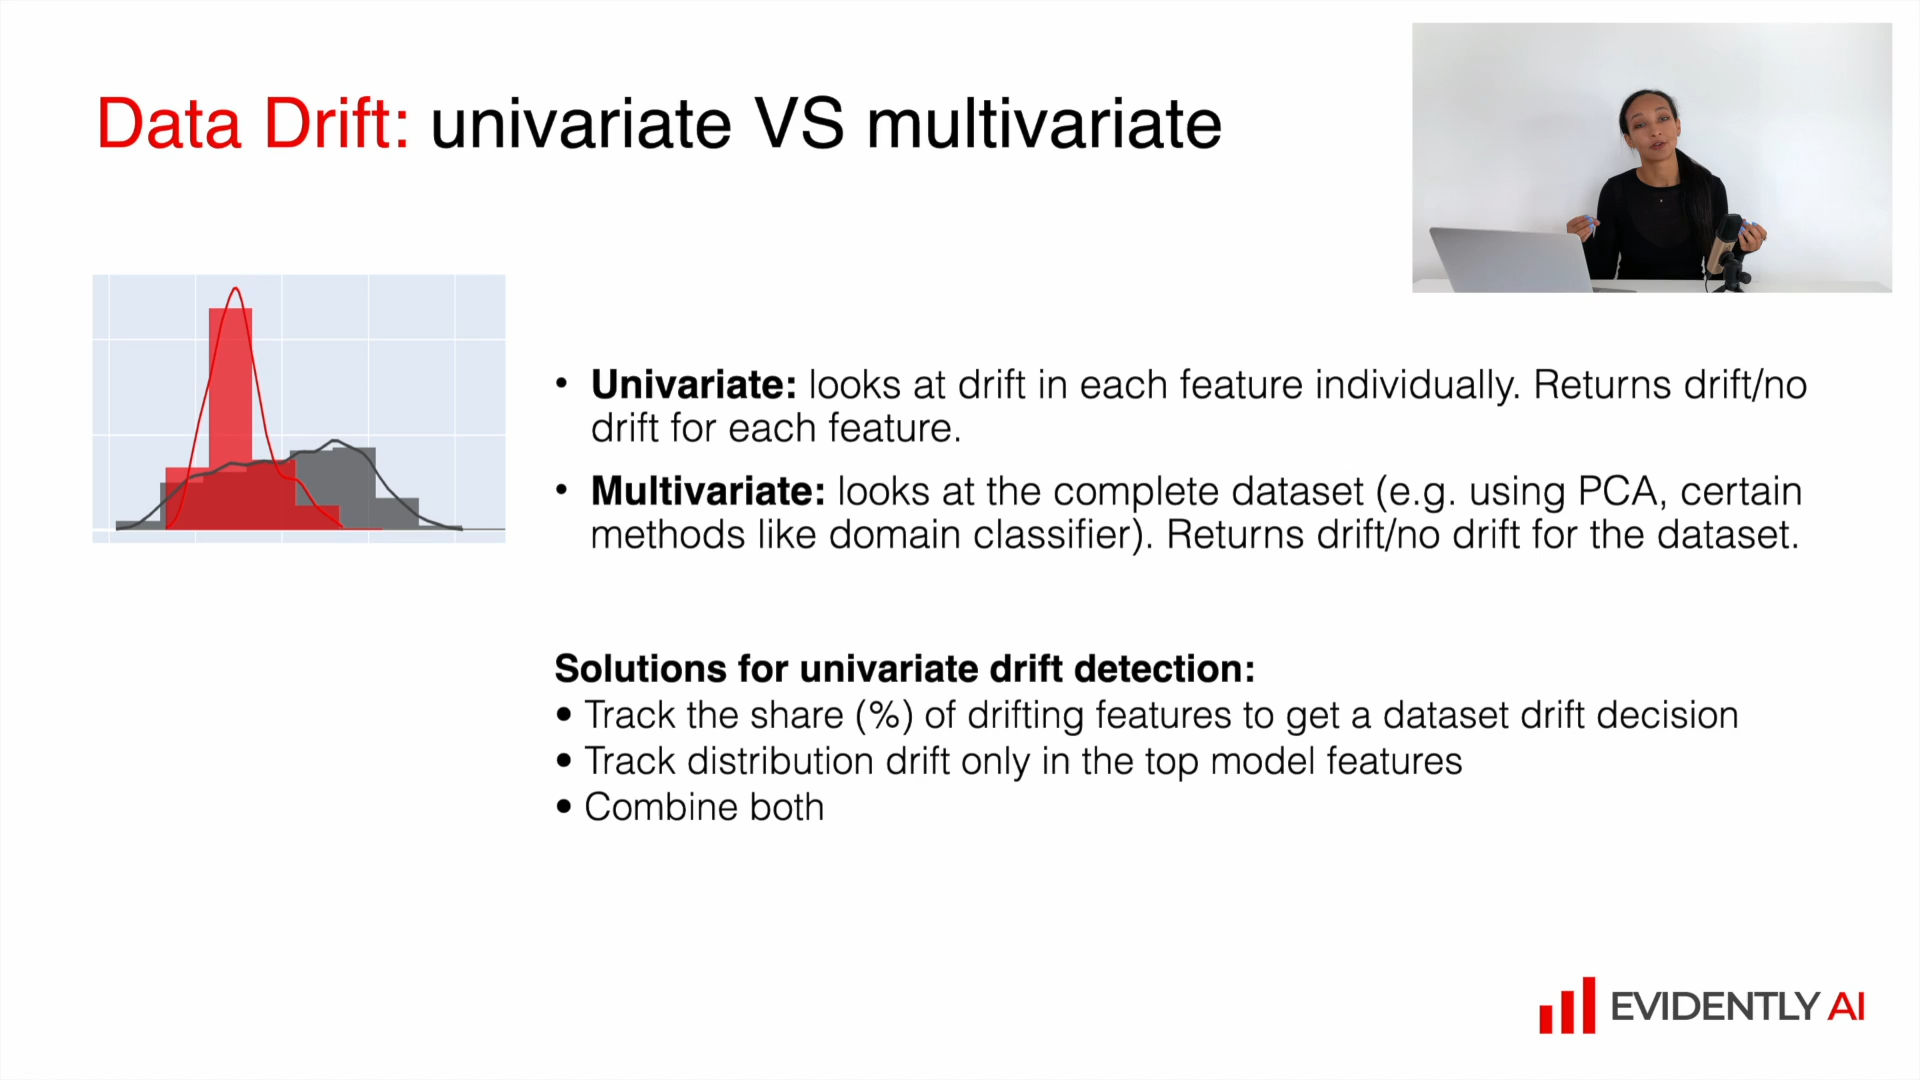 Data Drift: univariate VS multivariate
• Univariate: looks at drift in each feature individually. Returns drift/no
drift for each feature.
• Multivariate: looks at the complete dataset (e.g. using PCA, certain
methods like domain classifier). Returns drift/no drift for the dataset.
Solutions for univariate drift detection:
• Track the share (%) of drifting features to get a dataset drift decision
• Track distribution drift only in the top model features
• Combine both
EVIDENTLY AI